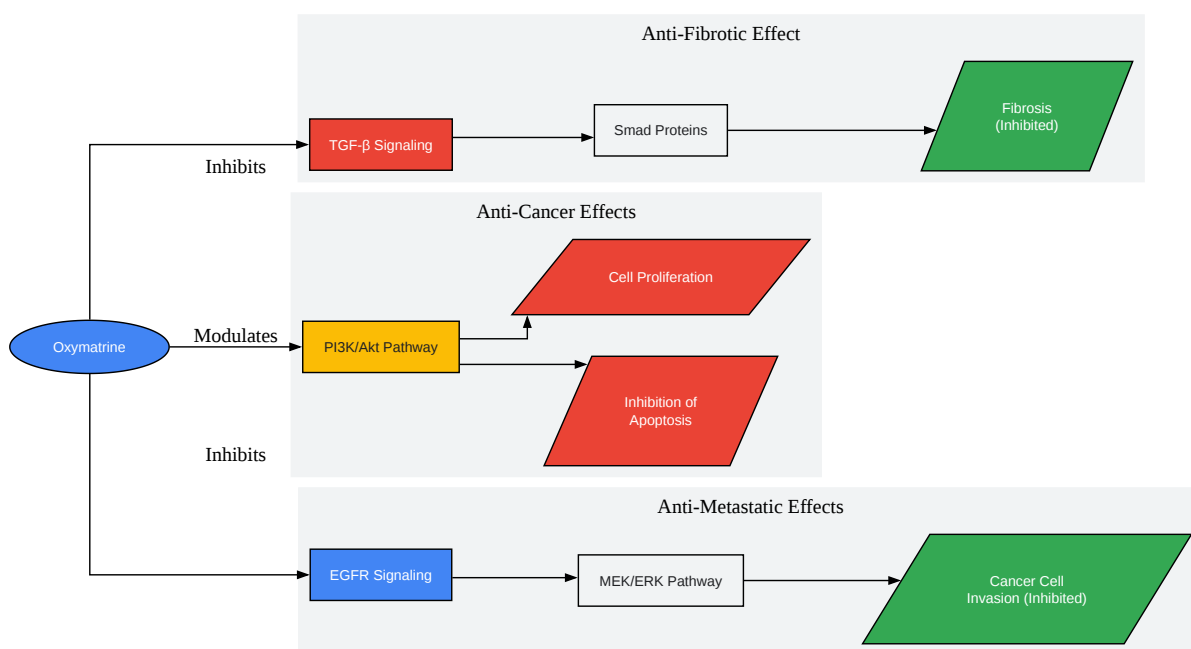 Anti-Fibrotic Effect
TGF-β Signaling
Smad Proteins
Fibrosis
(Inhibited)
Inhibits
Anti-Cancer Effects
Cell Proliferation
Oxymatrine
Modulates
PI3K/Akt Pathway
Inhibition of
Apoptosis
Inhibits
Anti-Metastatic Effects
EGFR Signaling
MEK/ERK Pathway
Cancer Cell
Invasion (Inhibited)